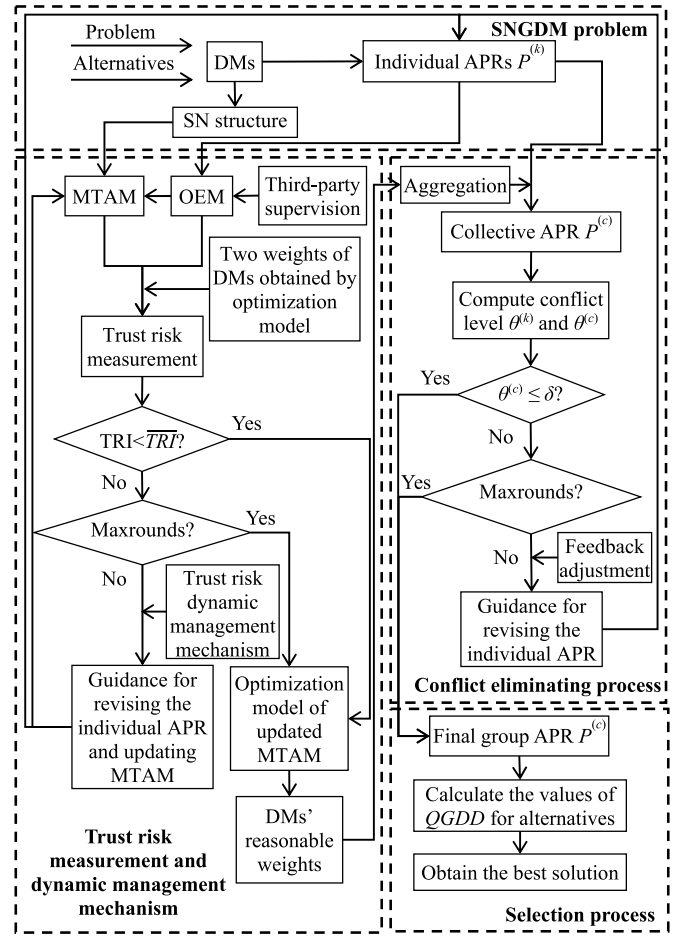 SNGDM problem
Problem
Alternatives
DMs
Individual APRs P^(k)
SN structure
MTAM
OEM
Third-party
supervision
Two weights of
DMs obtained by
optimization
model
Trust risk
measurement
TRI<\overline{TRI}?
Yes
No
Maxrounds?
Yes
No
Trust risk
dynamic
management
mechanism
Guidance for
revising the
individual APR
and updating
MTAM
Optimization
model of
updated
MTAM
DMs’
reasonable
weights
Trust risk
measurement and
dynamic management
mechanism
Aggregation
Collective APR P^(c)
Compute conflict
level θ^(k) and θ^(c)
θ^(c) ≤ δ?
Yes
No
Maxrounds?
Yes
No
Feedback
adjustment
Guidance for
revising the
individual APR
Conflict eliminating process
Final group APR P^(c)
Calculate the values of
QGDD for alternatives
Obtain the best solution
Selection process